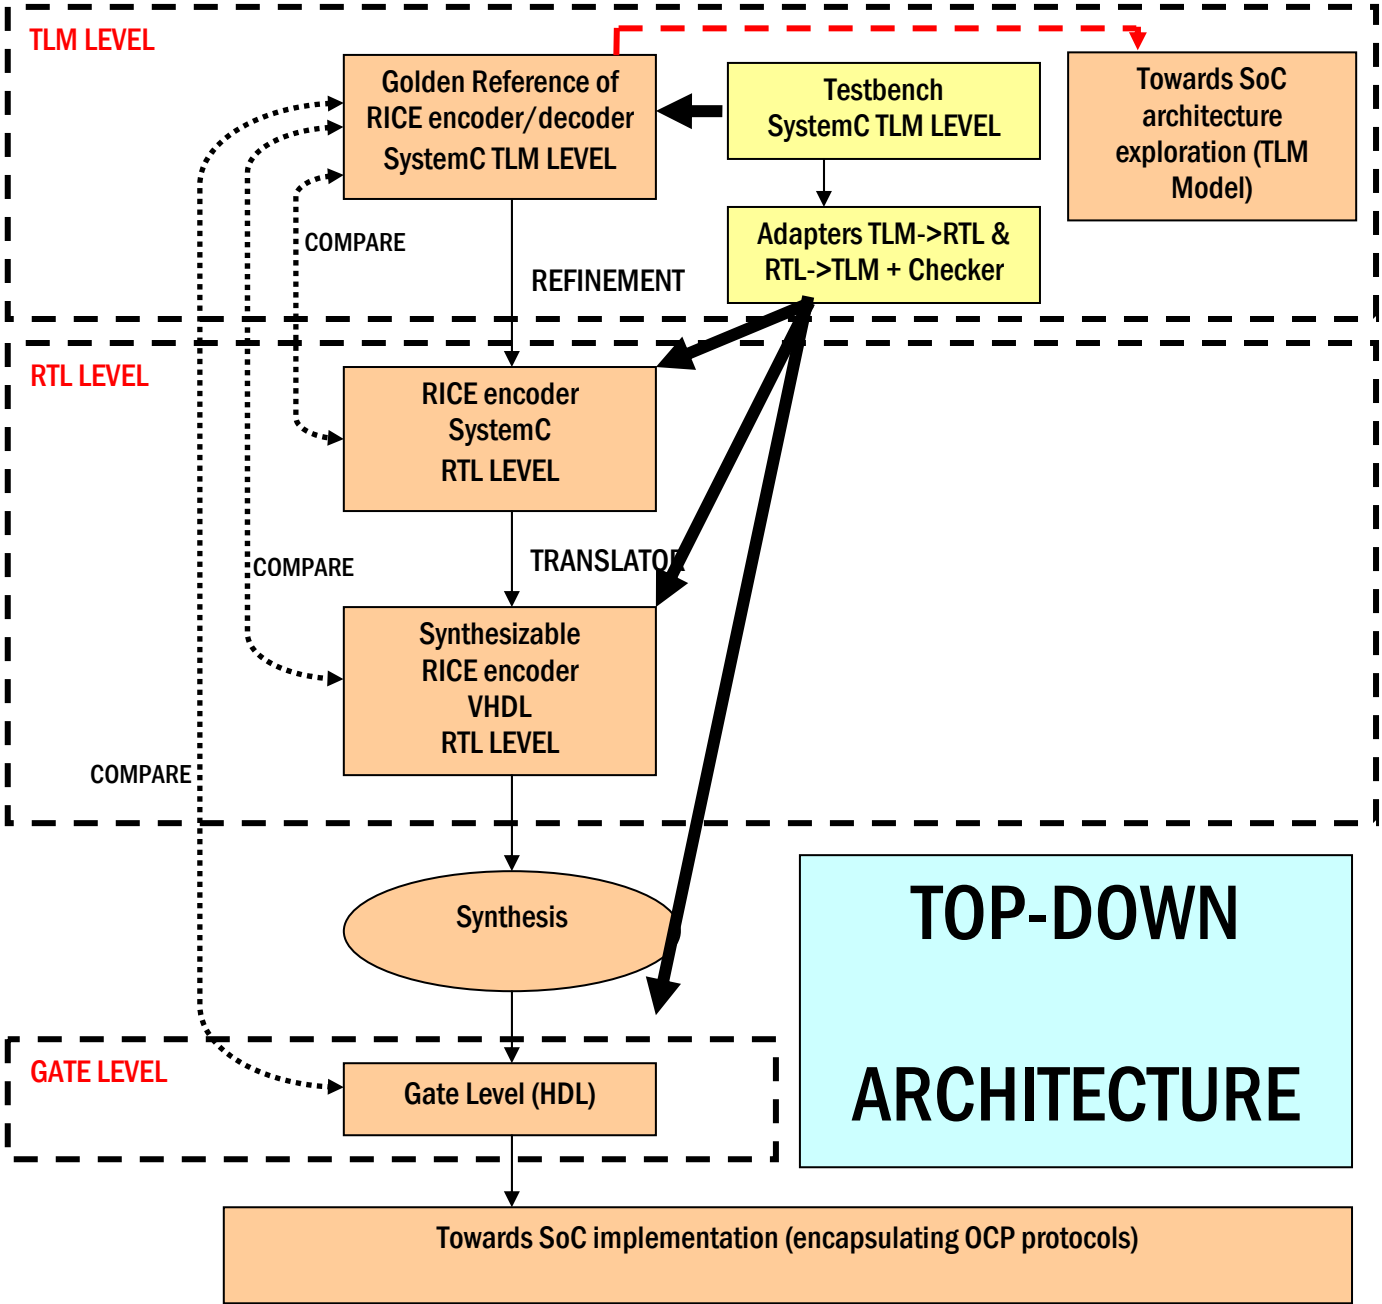 TLM LEVEL
Golden Reference of
RICE encoder/decoder
SystemC TLM LEVEL
Testbench
SystemC TLM LEVEL
Towards SoC
architecture
exploration (TLM
Model)
Adapters TLM->RTL &
RTL->TLM + Checker
COMPARE
REFINEMENT
RTL LEVEL
RICE encoder
SystemC
RTL LEVEL
COMPARE
TRANSLATOR
Synthesizable
RICE encoder
VHDL
RTL LEVEL
COMPARE
Synthesis
TOP-DOWN
ARCHITECTURE
GATE LEVEL
Gate Level (HDL)
Towards SoC implementation (encapsulating OCP protocols)